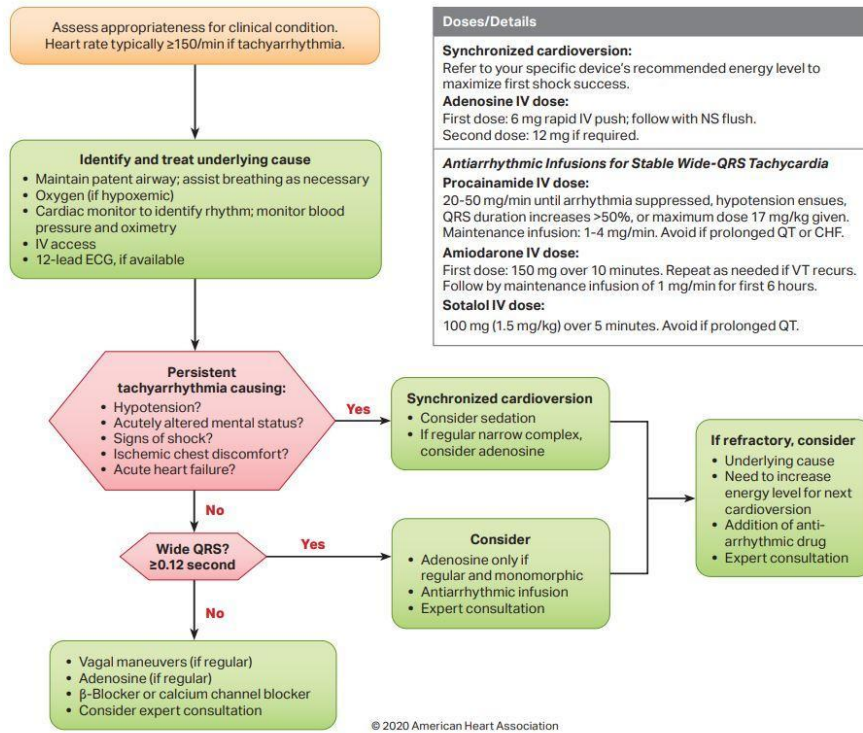 Assess appropriateness for clinical condition.
Heart rate typically ≥150/min if tachyarrhythmia.
Identify and treat underlying cause
• Maintain patent airway; assist breathing as necessary
• Oxygen (if hypoxemic)
• Cardiac monitor to identify rhythm; monitor blood
pressure and oximetry
• IV access
• 12-lead ECG, if available
Persistent
tachyarrhythmia causing:
• Hypotension?
• Acutely altered mental status?
• Signs of shock?
• Ischemic chest discomfort?
• Acute heart failure?
Yes
Synchronized cardioversion
• Consider sedation
• If regular narrow complex,
consider adenosine
If refractory, consider
• Underlying cause
• Need to increase
energy level for next
cardioversion
• Addition of anti-
arrhythmic drug
• Expert consultation
No
Wide QRS?
≥0.12 second
Yes
Consider
• Adenosine only if
regular and monomorphic
• Antiarrhythmic infusion
• Expert consultation
No
• Vagal maneuvers (if regular)
• Adenosine (if regular)
• β-Blocker or calcium channel blocker
• Consider expert consultation
Doses/Details
Synchronized cardioversion:
Refer to your specific device's recommended energy level to
maximize first shock success.
Adenosine IV dose:
First dose: 6 mg rapid IV push; follow with NS flush.
Second dose: 12 mg if required.
Antiarrhythmic Infusions for Stable Wide-QRS Tachycardia
Procainamide IV dose:
20-50 mg/min until arrhythmia suppressed, hypotension ensues,
QRS duration increases >50%, or maximum dose 17 mg/kg given.
Maintenance infusion: 1-4 mg/min. Avoid if prolonged QT or CHF.
Amiodarone IV dose:
First dose: 150 mg over 10 minutes. Repeat as needed if VT recurs.
Follow by maintenance infusion of 1 mg/min for first 6 hours.
Sotalol IV dose:
100 mg (1.5 mg/kg) over 5 minutes. Avoid if prolonged QT.
© 2020 American Heart Association